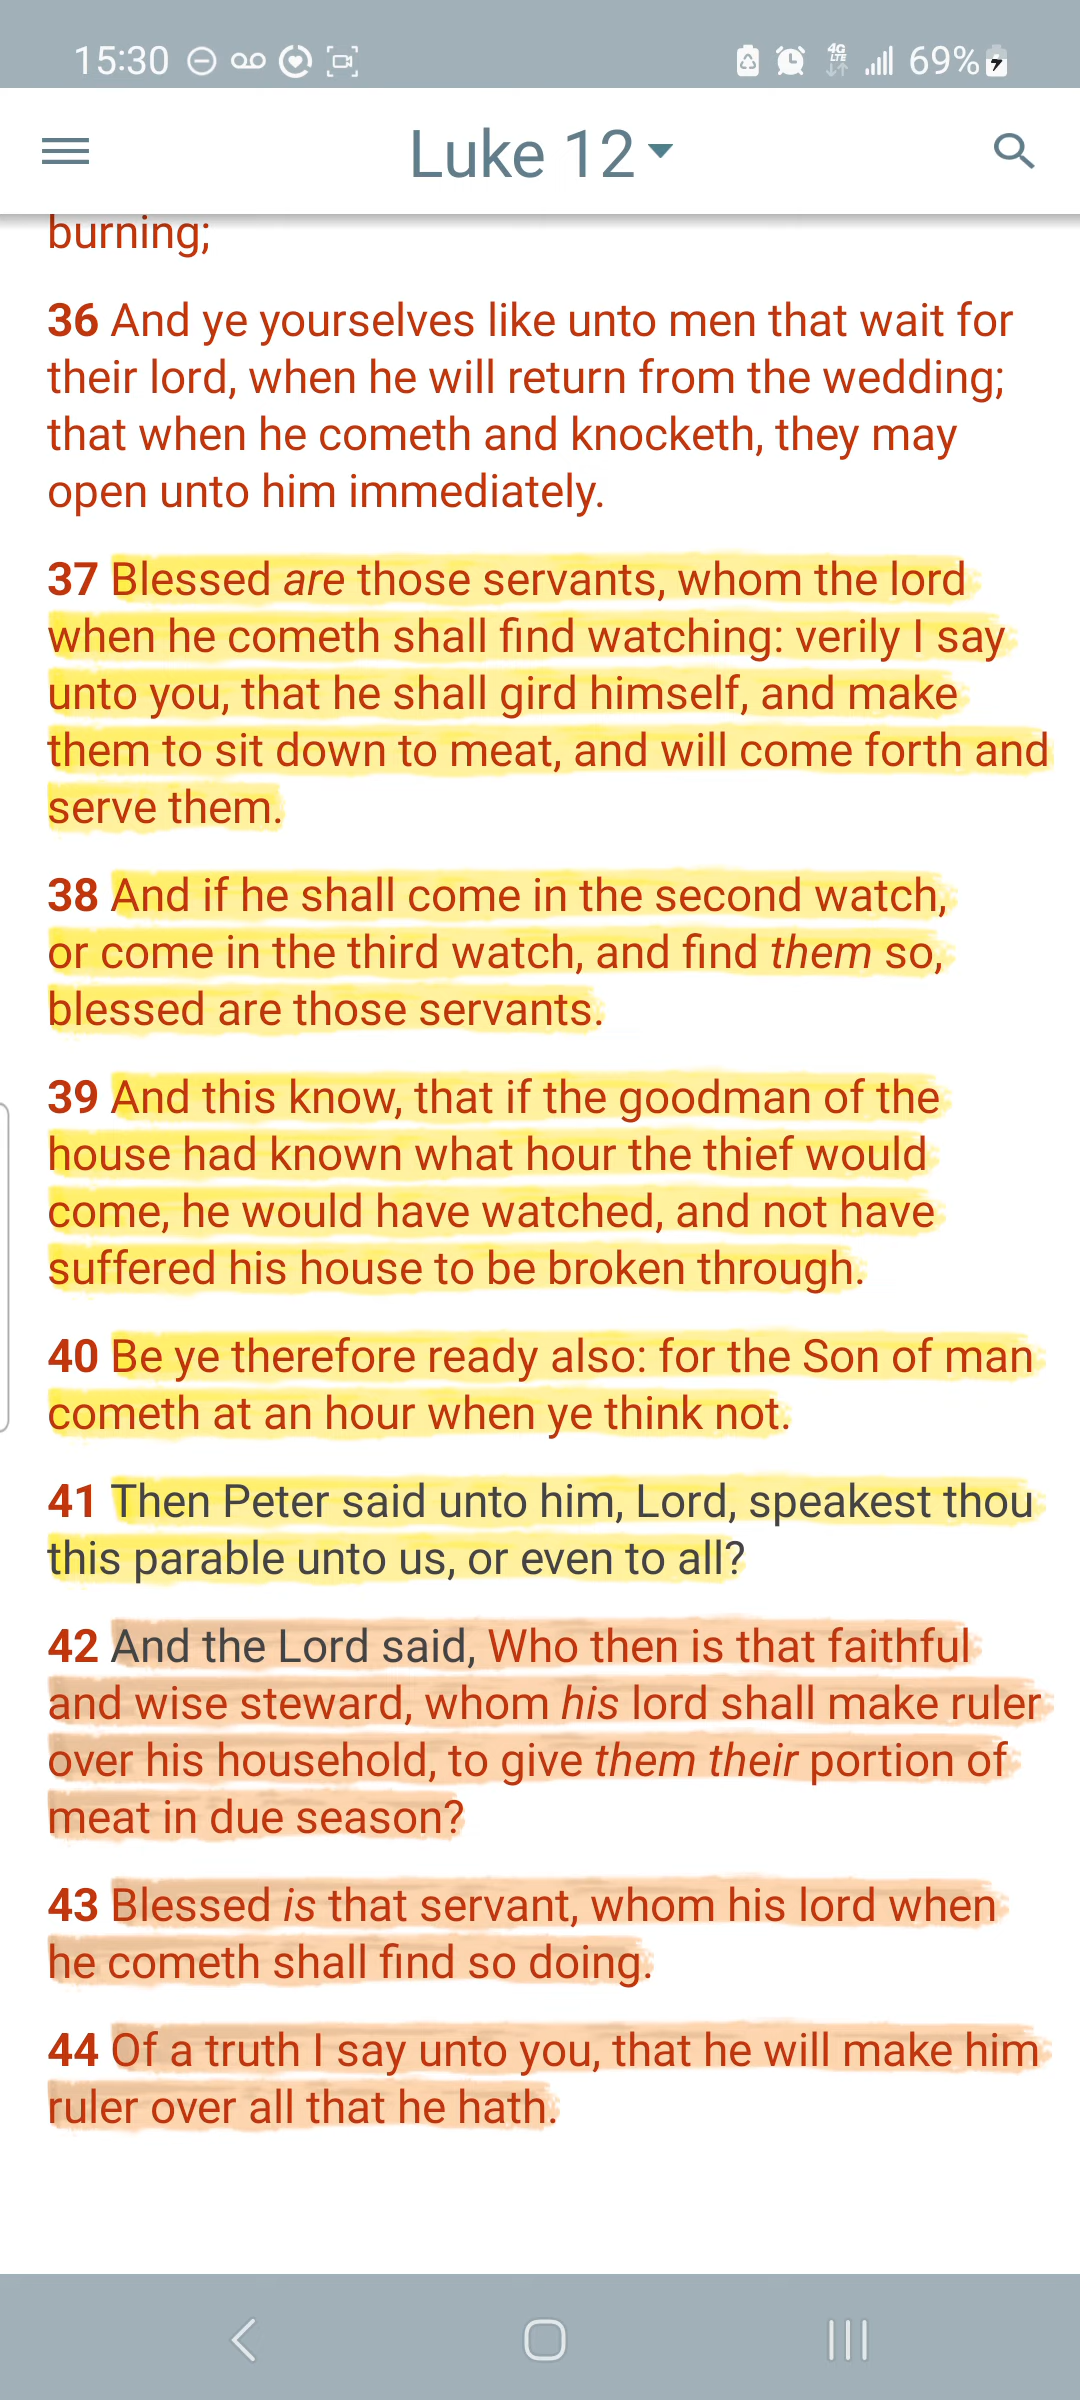 15:30
4G
LTE
69%
Luke 12
burning;
36 And ye yourselves like unto men that wait for
their lord, when he will return from the wedding;
that when he cometh and knocketh, they may
open unto him immediately.
37 Blessed are those servants, whom the lord
when he cometh shall find watching: verily I say
unto you, that he shall gird himself, and make
them to sit down to meat, and will come forth and
serve them.
38 And if he shall come in the second watch,
or come in the third watch, and find them so,
blessed are those servants.
39 And this know, that if the goodman of the
house had known what hour the thief would
come, he would have watched, and not have
suffered his house to be broken through.
40 Be ye therefore ready also: for the Son of man
cometh at an hour when ye think not.
41 Then Peter said unto him, Lord, speakest thou
this parable unto us, or even to all?
42 And the Lord said, Who then is that faithful
and wise steward, whom his lord shall make ruler
over his household, to give them their portion of
meat in due season?
43 Blessed is that servant, whom his lord when
he cometh shall find so doing.
44 Of a truth I say unto you, that he will make him
ruler over all that he hath.